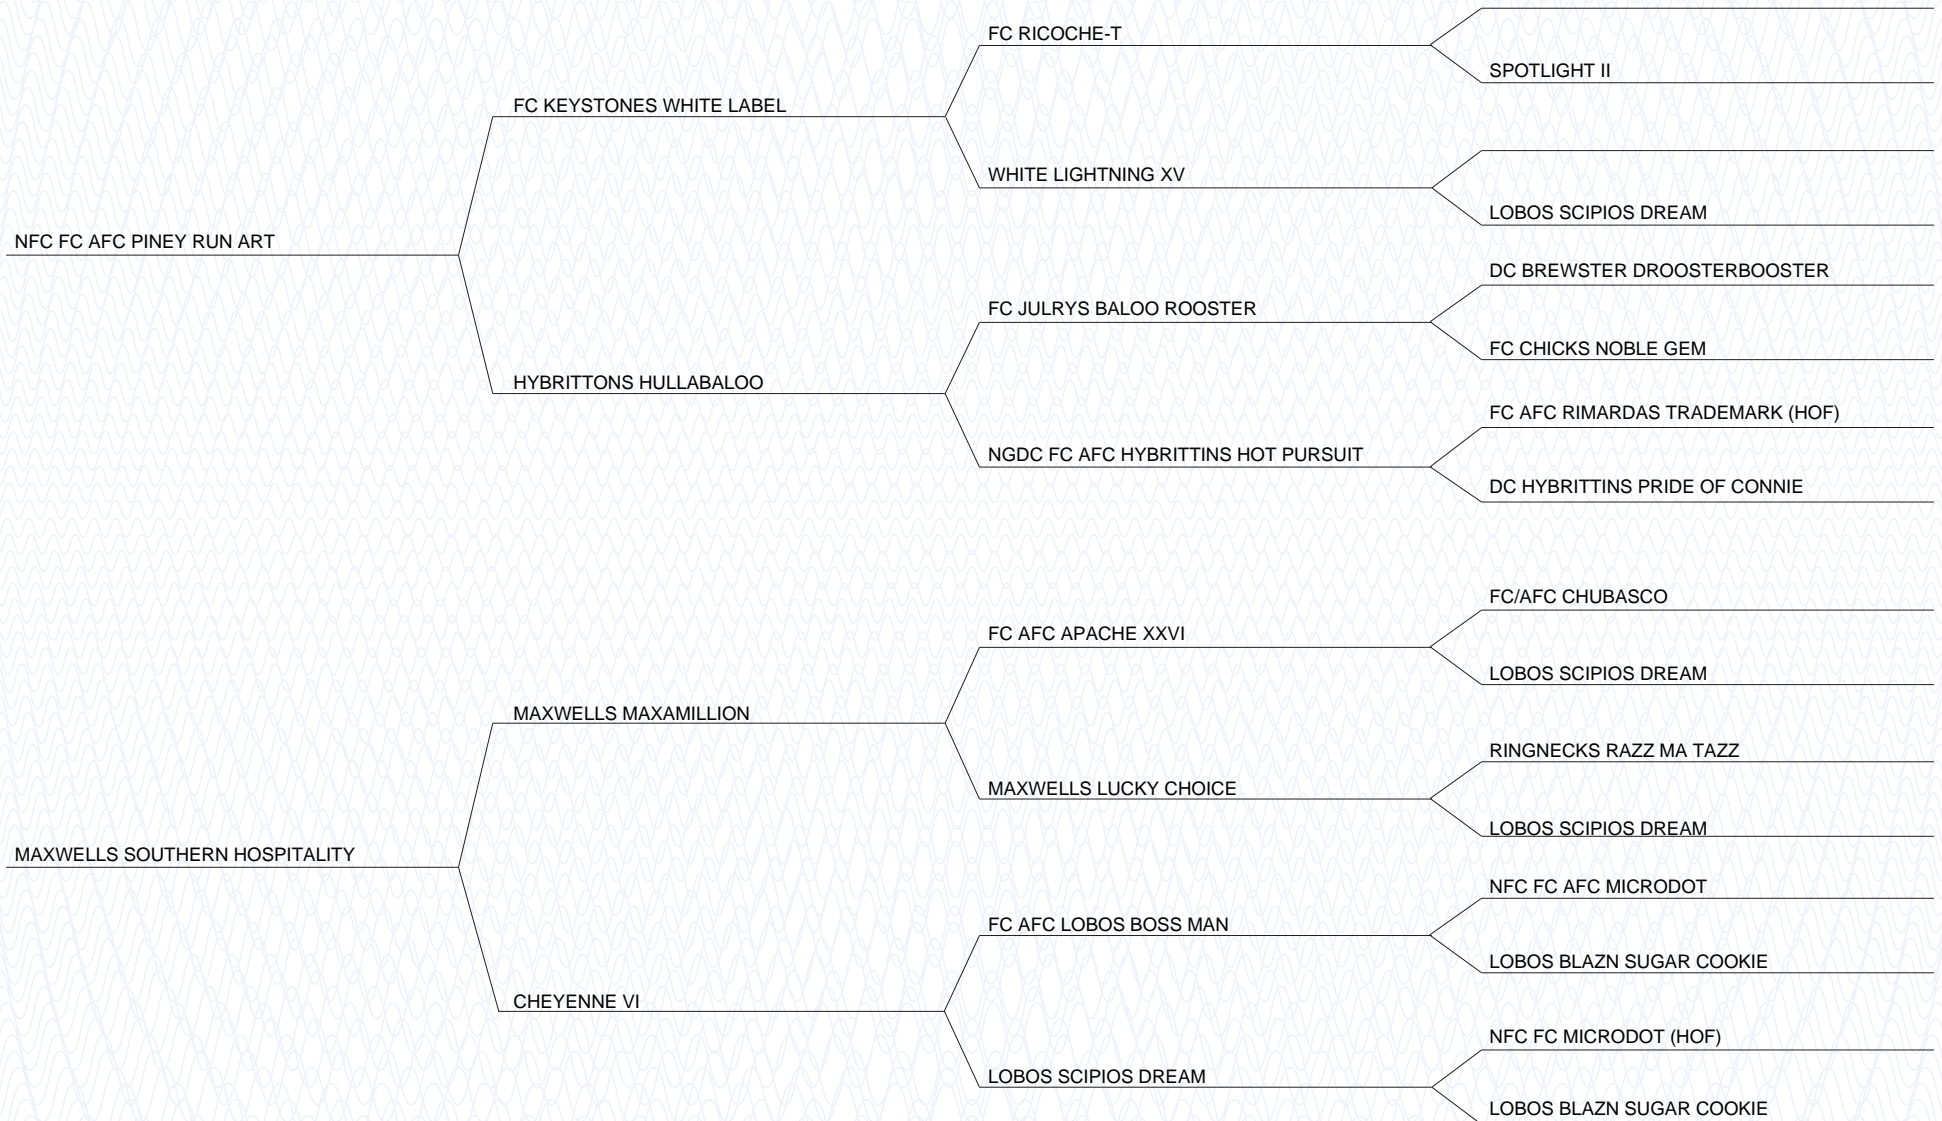 FC RICOCHE-T
SPOTLIGHT II
FC KEYSTONES WHITE LABEL
WHITE LIGHTNING XV
LOBOS SCIPIOS DREAM
NFC FC AFC PINEY RUN ART
DC BREWSTER DROOSTERBOOSTER
FC JULRYS BALOO ROOSTER
FC CHICKS NOBLE GEM
HYBRITTONS HULLABALOO
FC AFC RIMARDAS TRADEMARK (HOF)
NGDC FC AFC HYBRITTINS HOT PURSUIT
DC HYBRITTINS PRIDE OF CONNIE
FC/AFC CHUBASCO
FC AFC APACHE XXVI
LOBOS SCIPIOS DREAM
MAXWELLS MAXAMILLION
RINGNECKS RAZZ MA TAZZ
MAXWELLS LUCKY CHOICE
LOBOS SCIPIOS DREAM
MAXWELLS SOUTHERN HOSPITALITY
NFC FC AFC MICRODOT
FC AFC LOBOS BOSS MAN
LOBOS BLAZN SUGAR COOKIE
CHEYENNE VI
NFC FC MICRODOT (HOF)
LOBOS SCIPIOS DREAM
LOBOS BLAZN SUGAR COOKIE